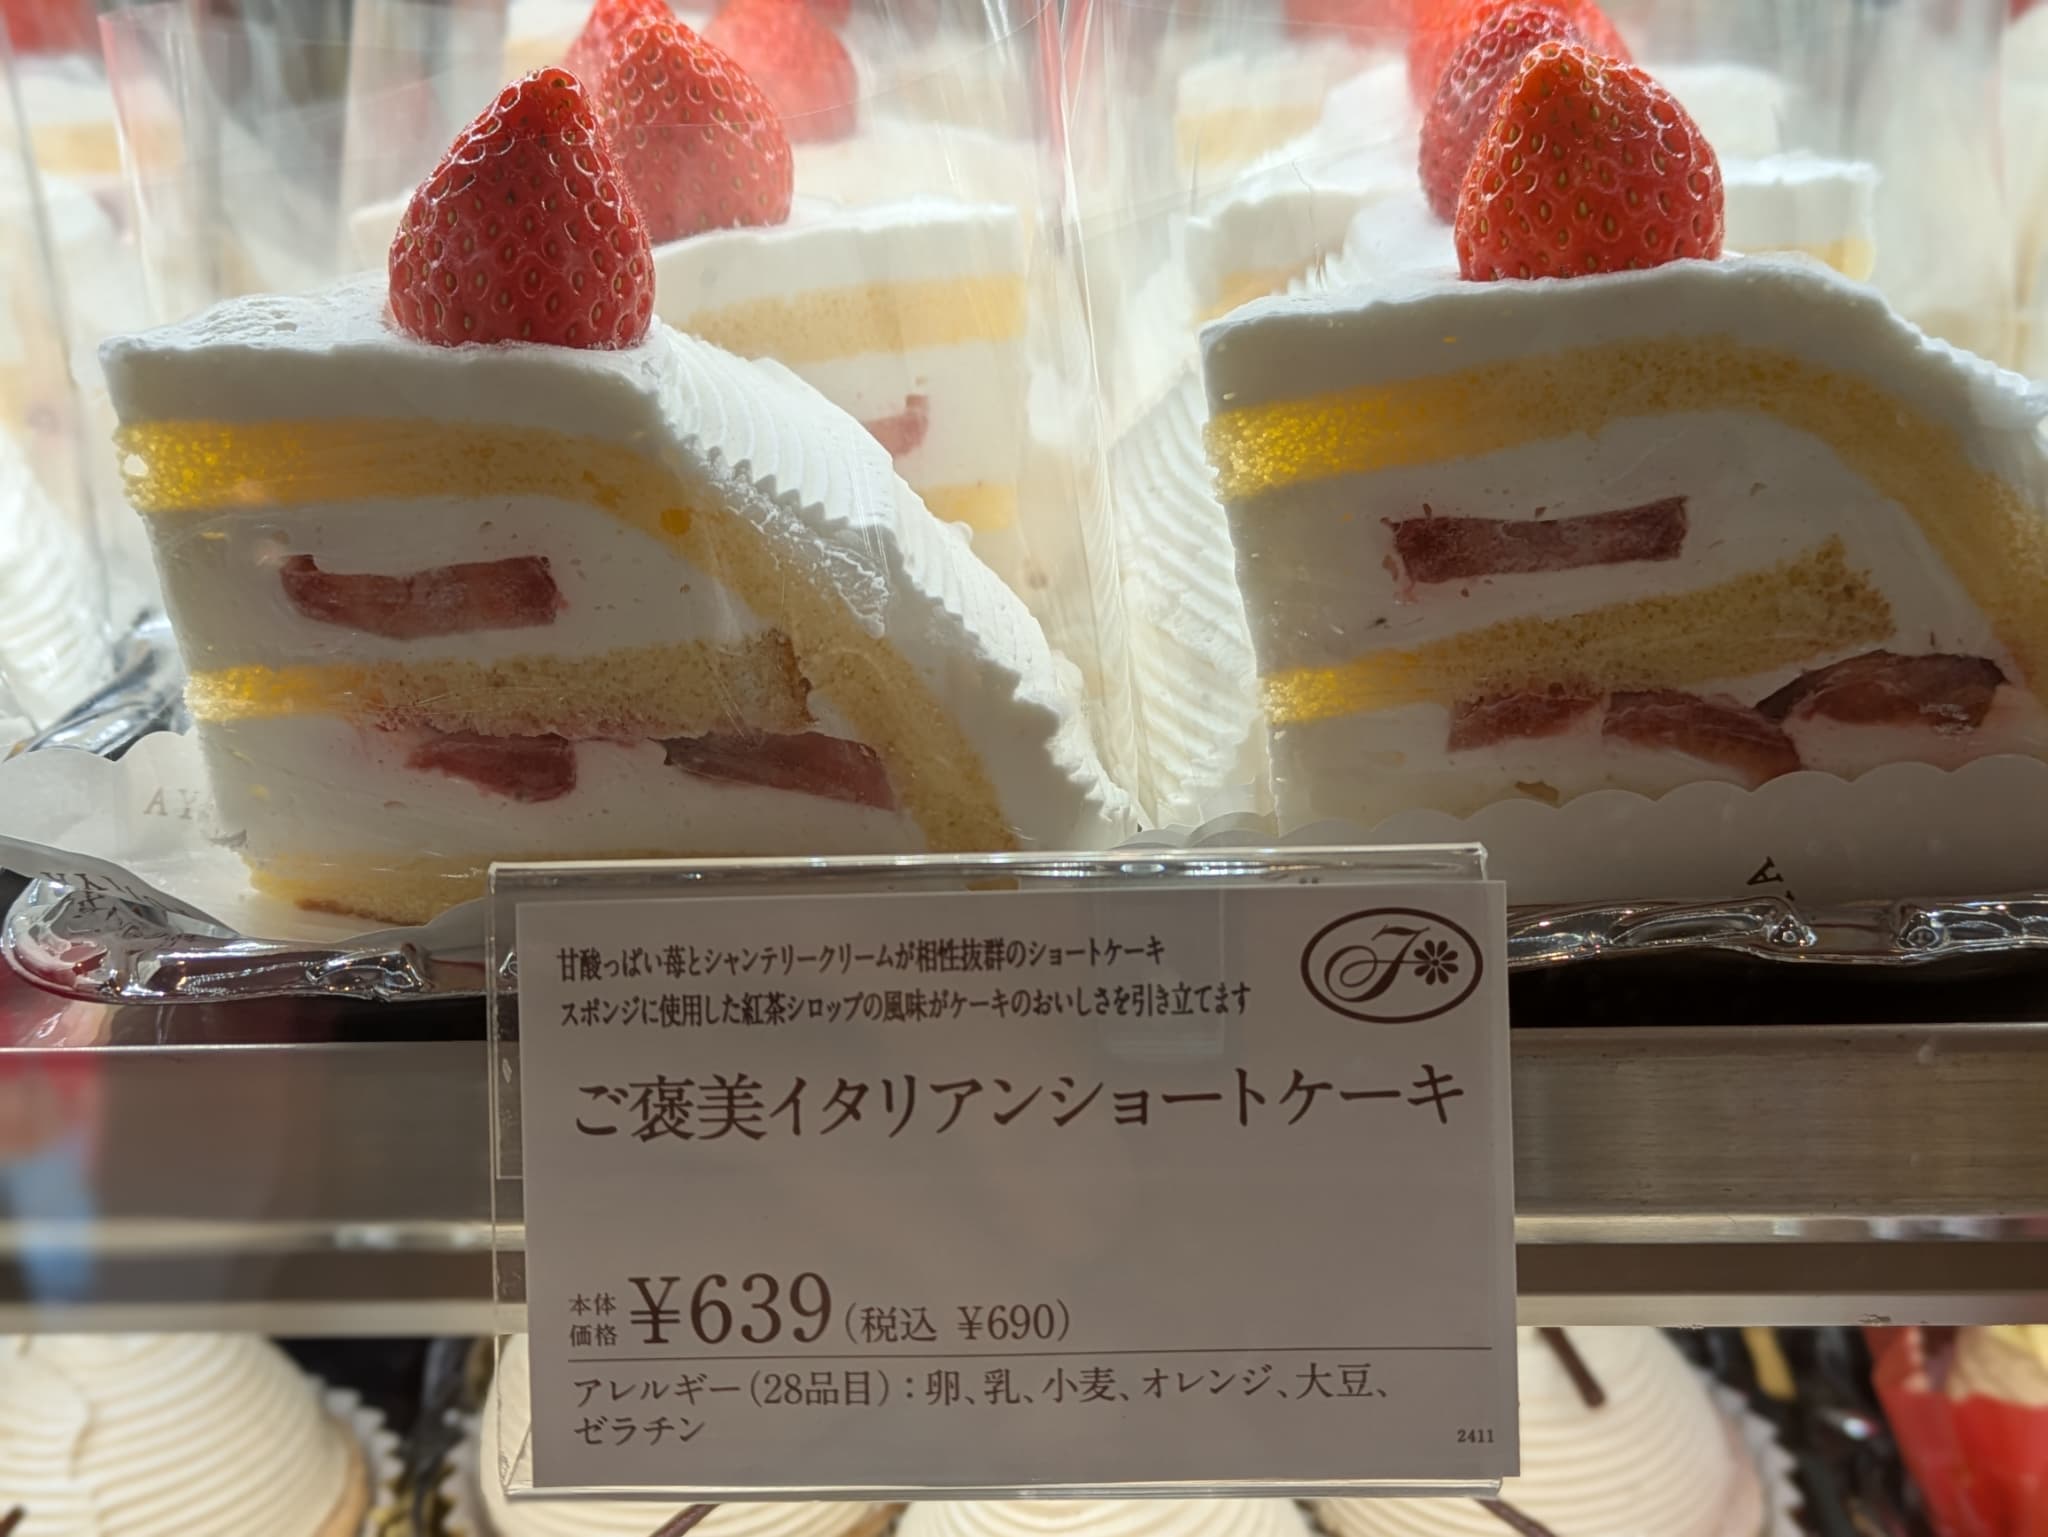 甘酸っぱい苺とシャンテリークリームが相性抜群のショートケーキ
スポンジに使用した紅茶シロップの風味がケーキのおいしさを引き立てます
ご褒美イタリアンショートケーキ
本体価格 ¥639(税込 ¥690)
アレルギー(28品目):卵、乳、小麦、オレンジ、大豆、
ゼラチン
2411